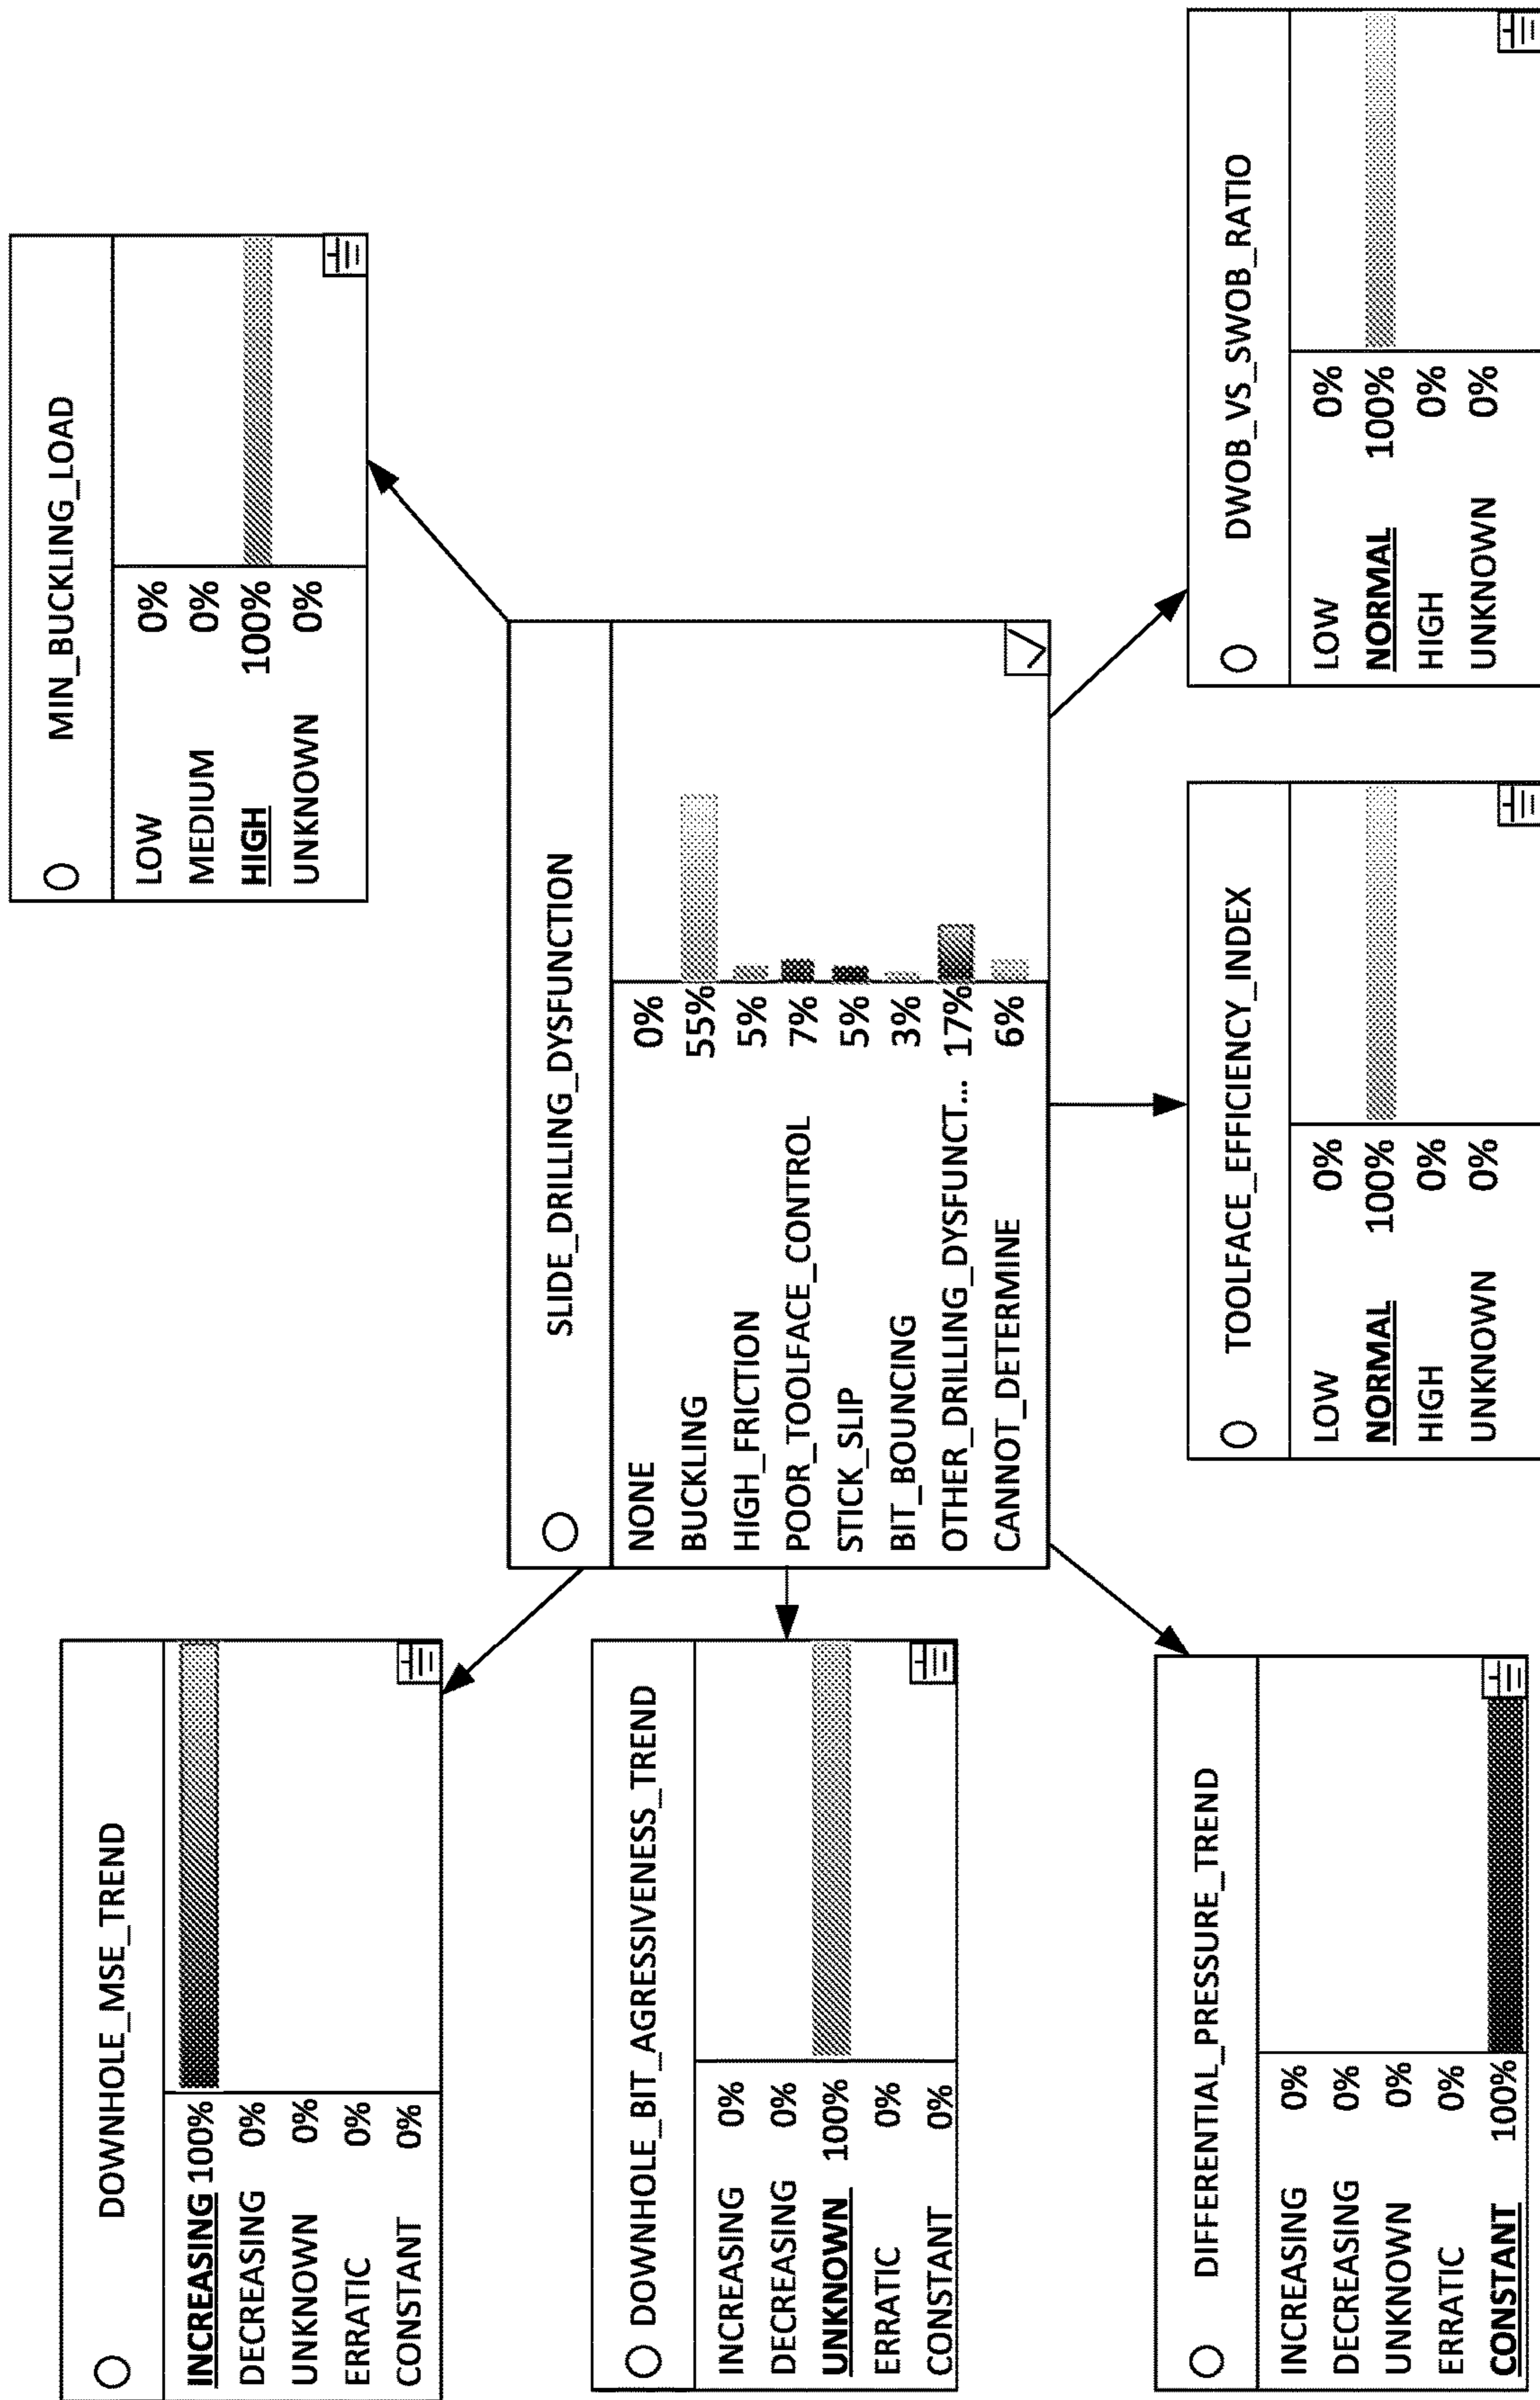 DOWNHOLE_MSE_TREND
INCREASING 100%
DECREASING 0%
UNKNOWN 0%
ERRATIC 0%
CONSTANT 0%
MIN_BUCKLING_LOAD
LOW 0%
MEDIUM 0%
HIGH 100%
UNKNOWN 0%
DOWNHOLE_BIT_AGRESSIVENESS_TREND
INCREASING 0%
DECREASING 0%
UNKNOWN 100%
ERRATIC 0%
CONSTANT 0%
SLIDE_DRILLING_DYSFUNCTION
NONE 0%
BUCKLING 55%
HIGH_FRICTION 5%
POOR_TOOLFACE_CONTROL 7%
STICK_SLIP 5%
BIT_BOUNCING 3%
OTHER_DRILLING_DYSFUNCT... 17%
CANNOT_DETERMINE 6%
DIFFERENTIAL_PRESSURE_TREND
INCREASING 0%
DECREASING 0%
UNKNOWN 0%
ERRATIC 0%
CONSTANT 100%
TOOLFACE_EFFICIENCY_INDEX
LOW 0%
NORMAL 100%
HIGH 0%
UNKNOWN 0%
DWOB_VS_SWOB_RATIO
LOW 0%
NORMAL 100%
HIGH 0%
UNKNOWN 0%